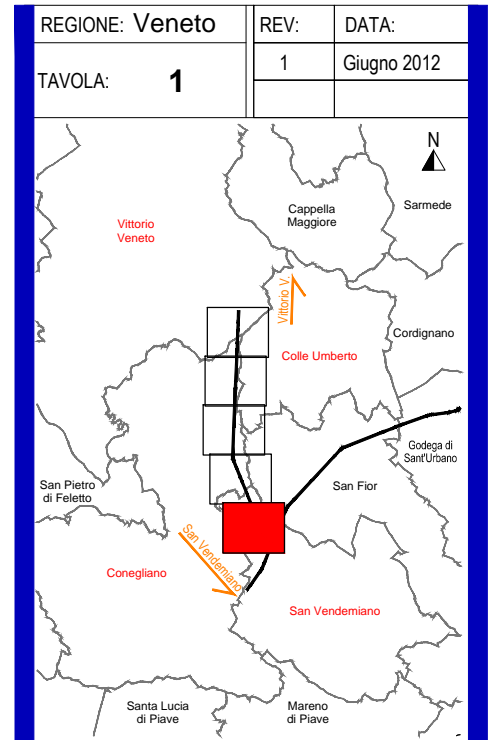 REGIONE: Veneto
REV:
DATA:
TAVOLA: 1
1
Giugno 2012
N
Vittorio
Veneto
Cappella
Maggiore
Sarmede
Vittorio V.
Cordignano
Colle Umberto
Godega di
Sant'Urbano
San Pietro
di Feletto
San Fior
San Vendemiano
Conegliano
San Vendemiano
Santa Lucia
di Piave
Mareno
di Piave